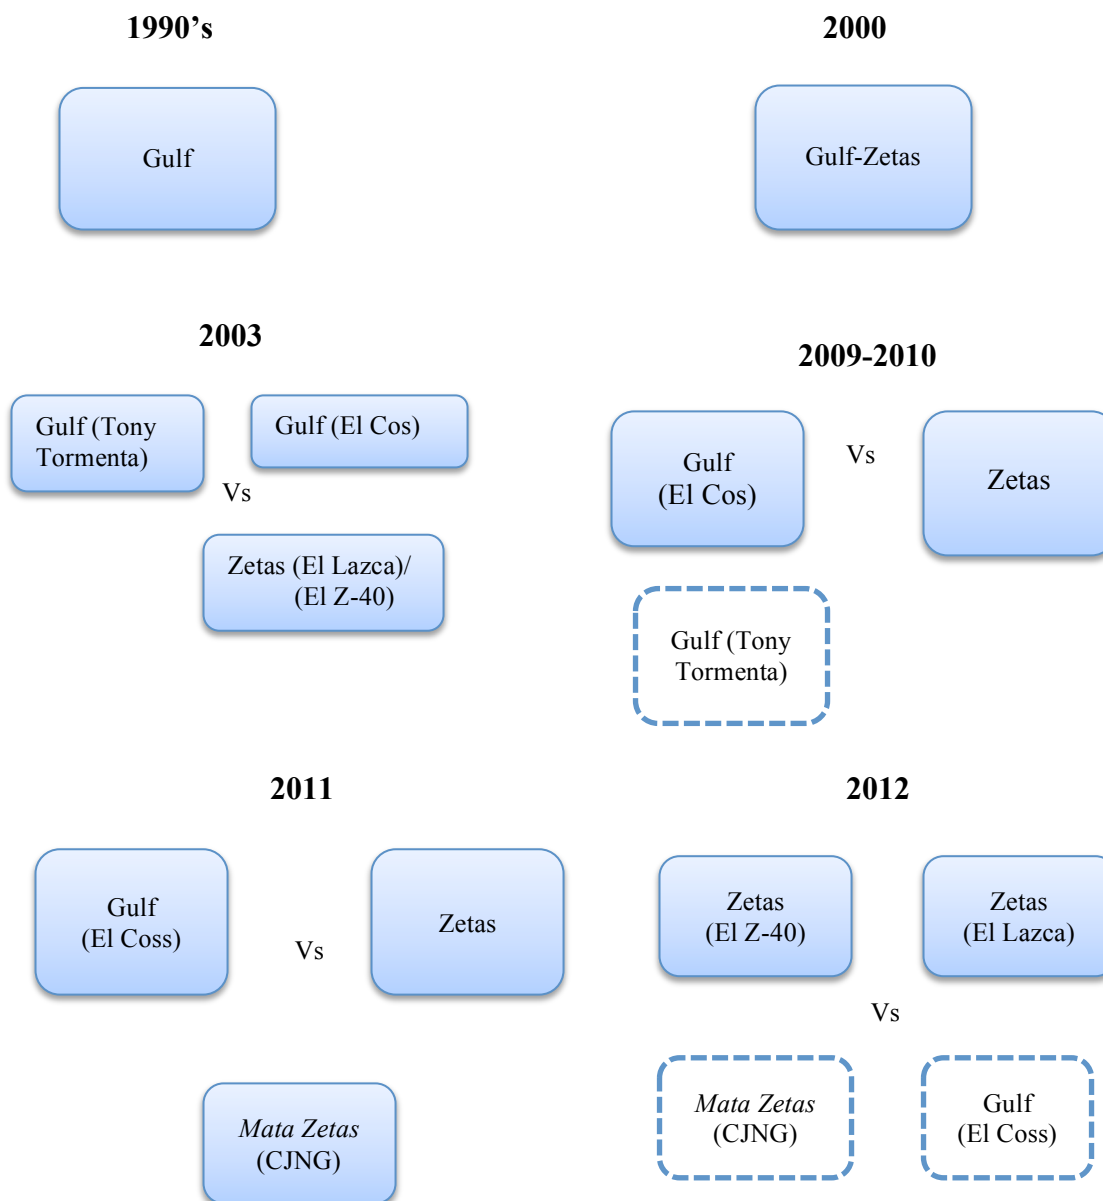 1990’s
2000
Gulf
Gulf-Zetas
2003
2009-2010
Gulf (Tony
Tormenta)
Gulf (El Cos)
Vs
Zetas (El Lazca)/
(El Z-40)
Gulf
(El Cos)
Vs
Zetas
Gulf (Tony
Tormenta)
2011
2012
Gulf
(El Coss)
Vs
Zetas
Mata Zetas
(CJNG)
Zetas
(El Z-40)
Zetas
(El Lazca)
Vs
Mata Zetas
(CJNG)
Gulf
(El Coss)